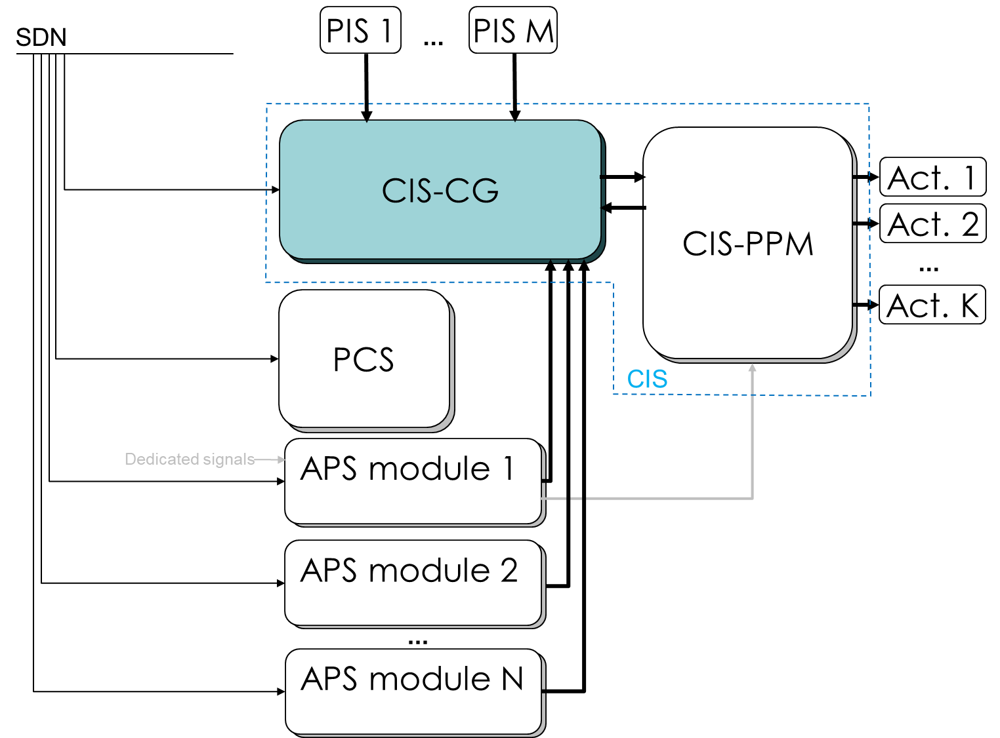 SDN
PIS 1
...
PIS M
CIS-CG
CIS-PPM
Act. 1
Act. 2
...
Act. K
PCS
CIS
Dedicated signals
APS module 1
APS module 2
...
APS module N